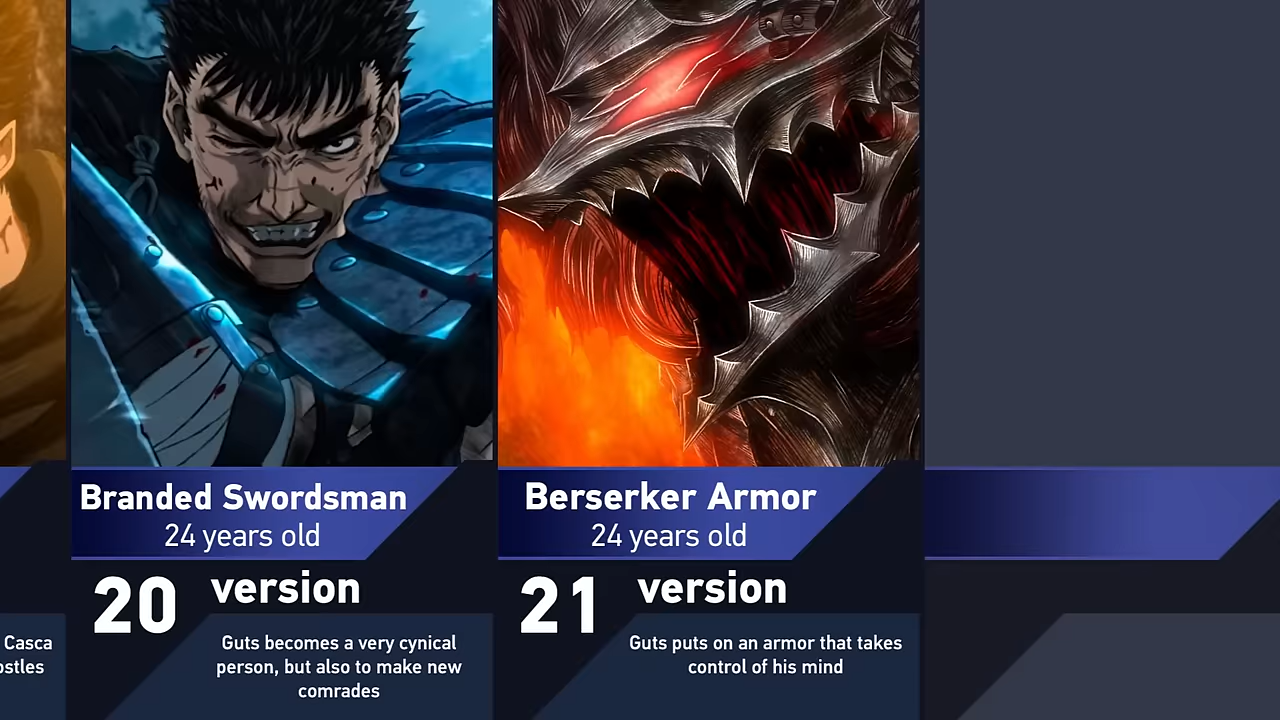 Casca
ostles
Branded Swordsman
24 years old
20 version
Guts becomes a very cynical
person, but also to make new
comrades
Berserker Armor
24 years old
21 version
Guts puts on an armor that takes
control of his mind